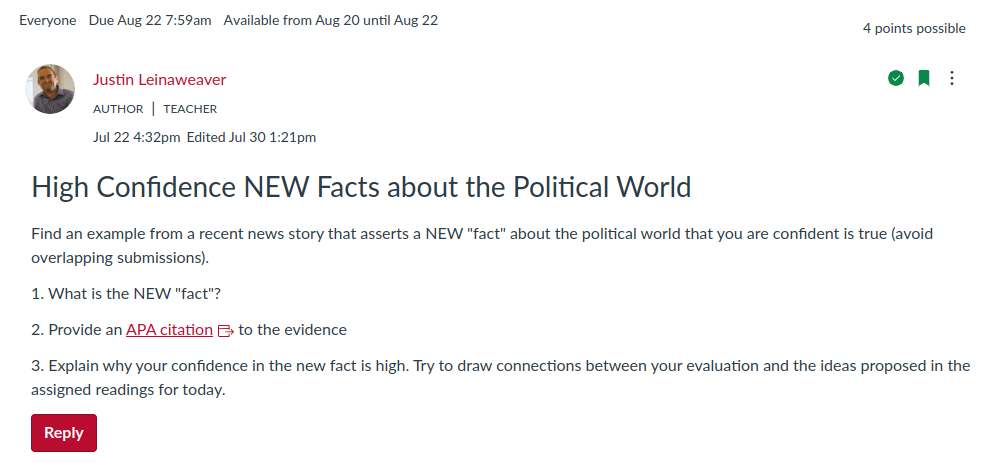 Everyone Due Aug 22 7:59am Available from Aug 20 until Aug 22
4 points possible
Justin Leinaweaver
AUTHOR | TEACHER
Jul 22 4:32pm Edited Jul 30 1:21pm
High Confidence NEW Facts about the Political World
Find an example from a recent news story that asserts a NEW "fact" about the political world that you are confident is true (avoid
overlapping submissions).
1. What is the NEW "fact"?
2. Provide an APA citation to the evidence
3. Explain why your confidence in the new fact is high. Try to draw connections between your evaluation and the ideas proposed in the
assigned readings for today.
Reply